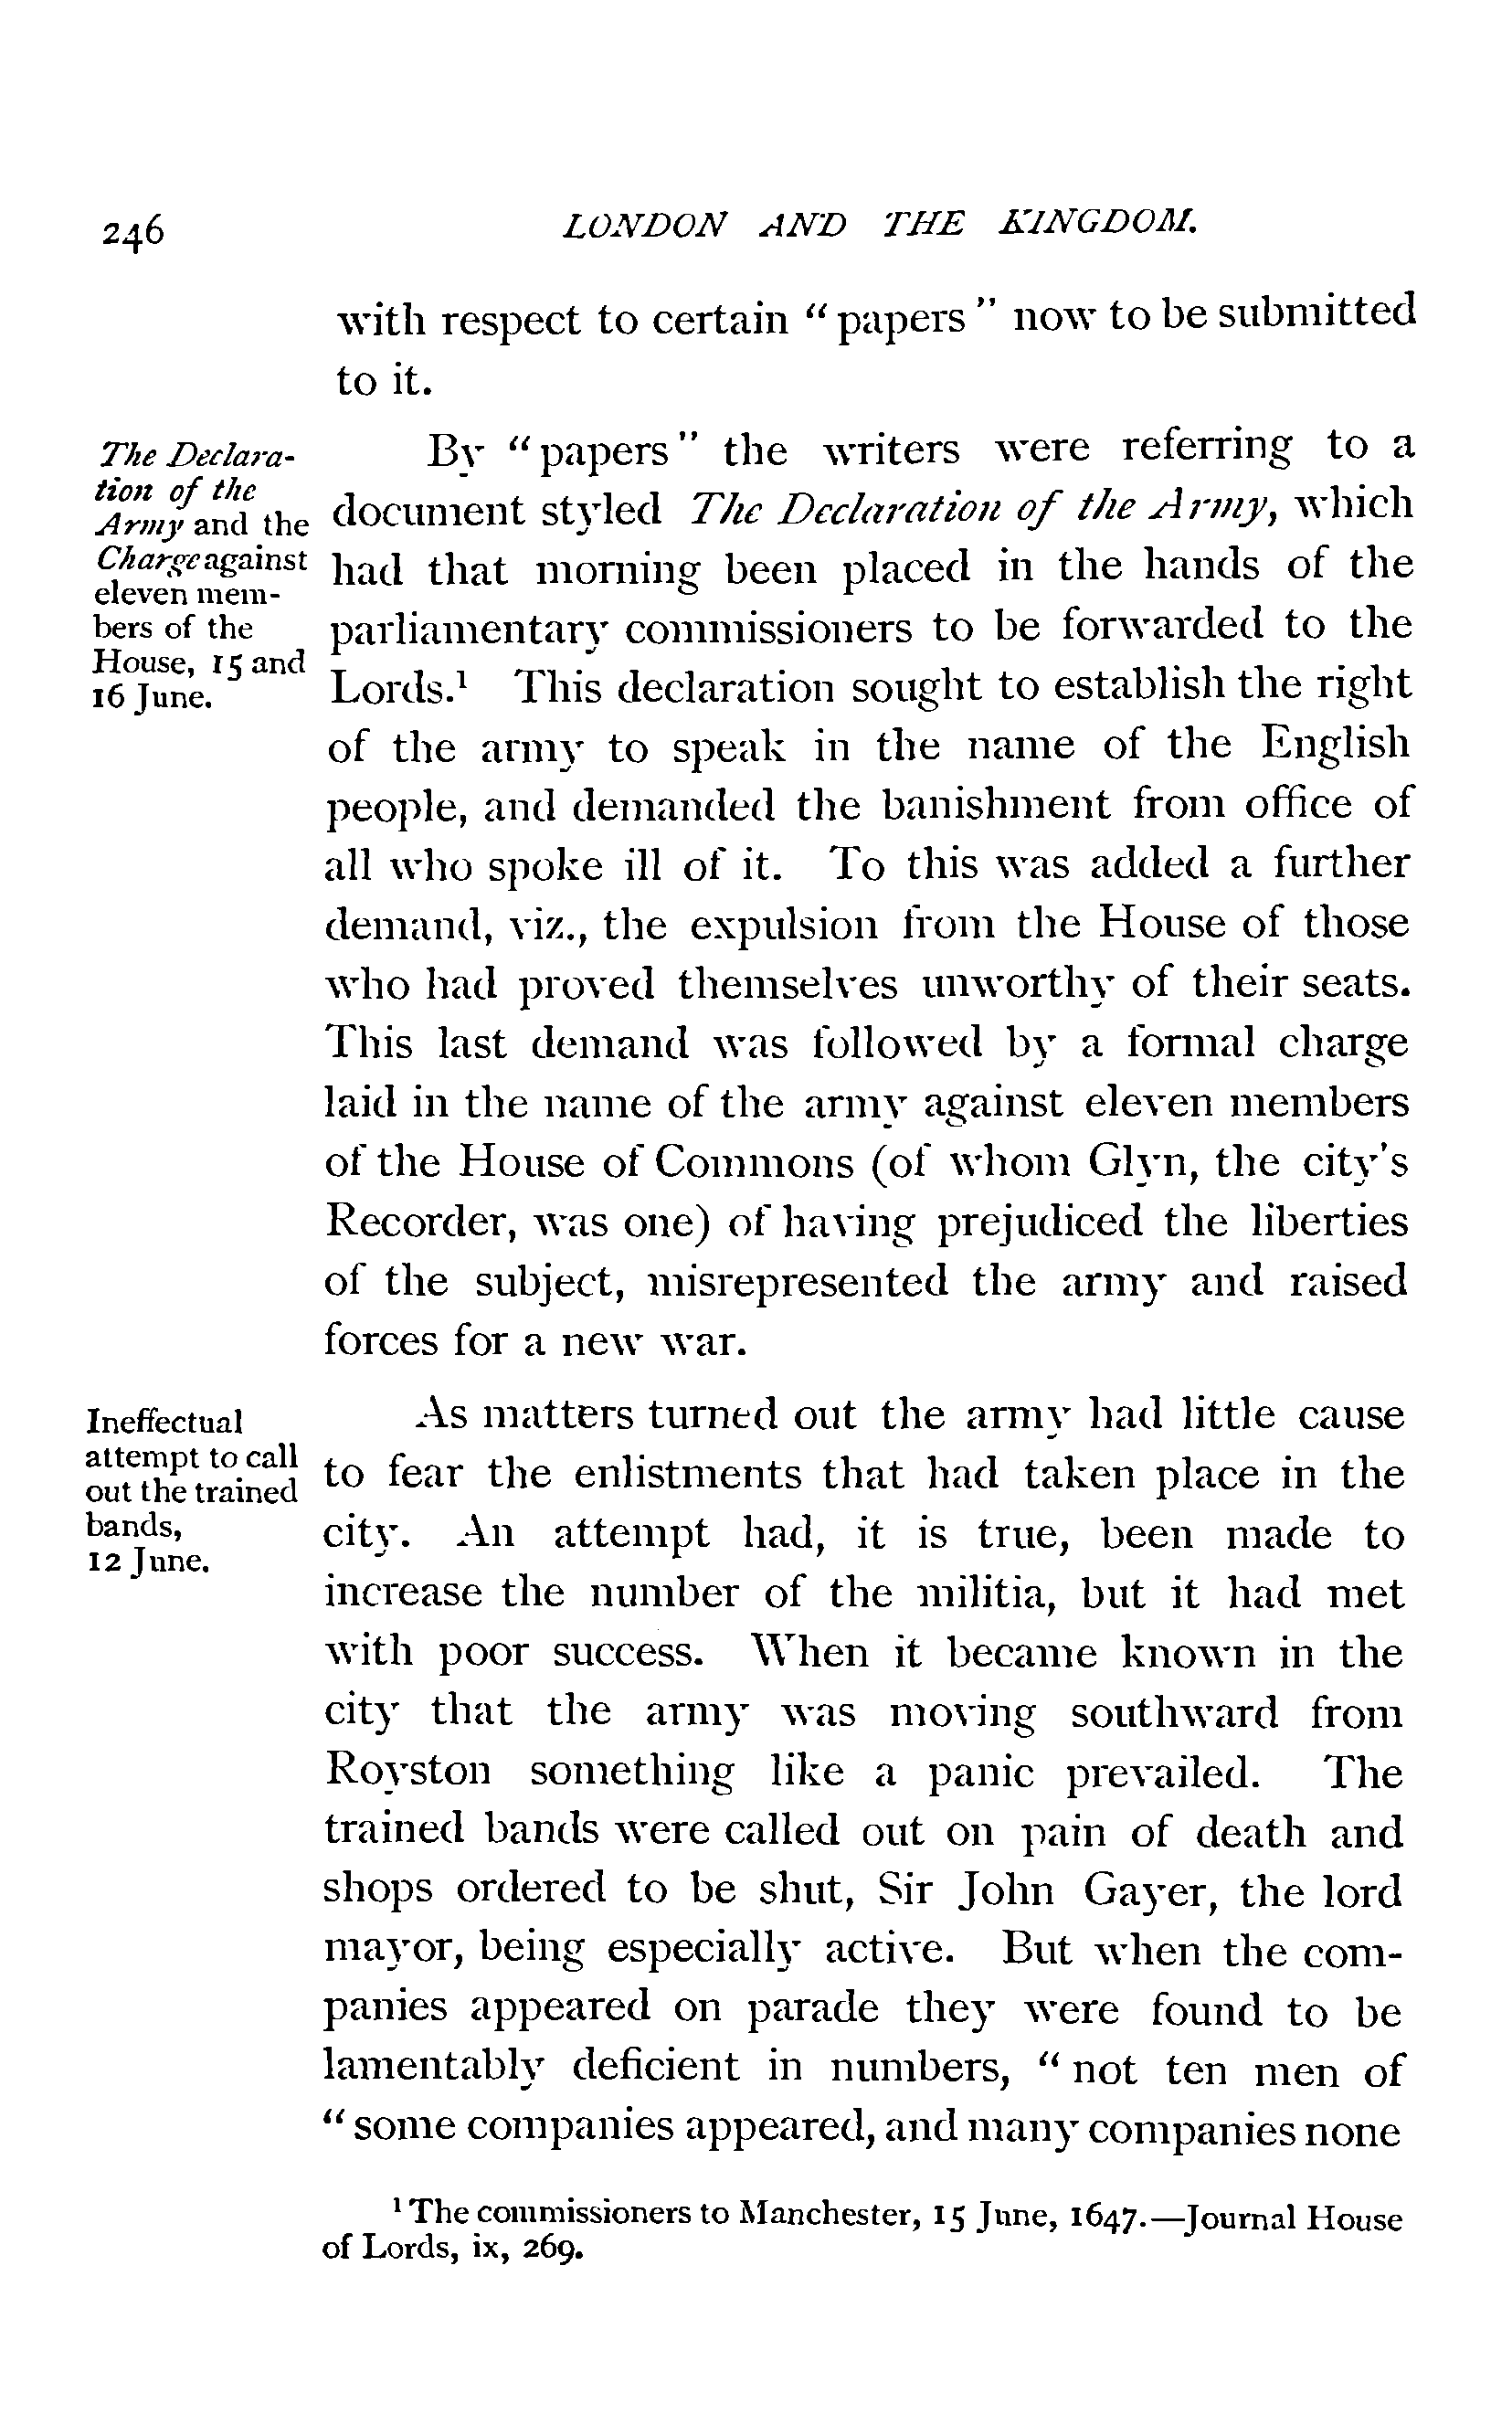 246 LONDON AND THE KINGDOM.
with respect to certain “ papers ” now to be submitted
to it.
The Declara-
tion of the
Army and the
Charge against
eleven mem-
bers of the
House, 15 and
16 June.
By “ papers ” the writers were referring to a
document styled The Declaration of the Army, which
had that morning been placed in the hands of the
parliamentary commissioners to be forwarded to the
Lords.¹ This declaration sought to establish the right
of the army to speak in the name of the English
people, and demanded the banishment from office of
all who spoke ill of it. To this was added a further
demand, viz., the expulsion from the House of those
who had proved themselves unworthy of their seats.
This last demand was followed by a formal charge
laid in the name of the army against eleven members
of the House of Commons (of whom Glyn, the city's
Recorder, was one) of having prejudiced the liberties
of the subject, misrepresented the army and raised
forces for a new war.
Ineffectual
attempt to call
out the trained
bands,
12 June.
As matters turned out the army had little cause
to fear the enlistments that had taken place in the
city. An attempt had, it is true, been made to
increase the number of the militia, but it had met
with poor success. When it became known in the
city that the army was moving southward from
Royston something like a panic prevailed. The
trained bands were called out on pain of death and
shops ordered to be shut, Sir John Gayer, the lord
mayor, being especially active. But when the com-
panies appeared on parade they were found to be
lamentably deficient in numbers, “ not ten men of
“ some companies appeared, and many companies none
¹ The commissioners to Manchester, 15 June, 1647.—Journal House
of Lords, ix, 269.